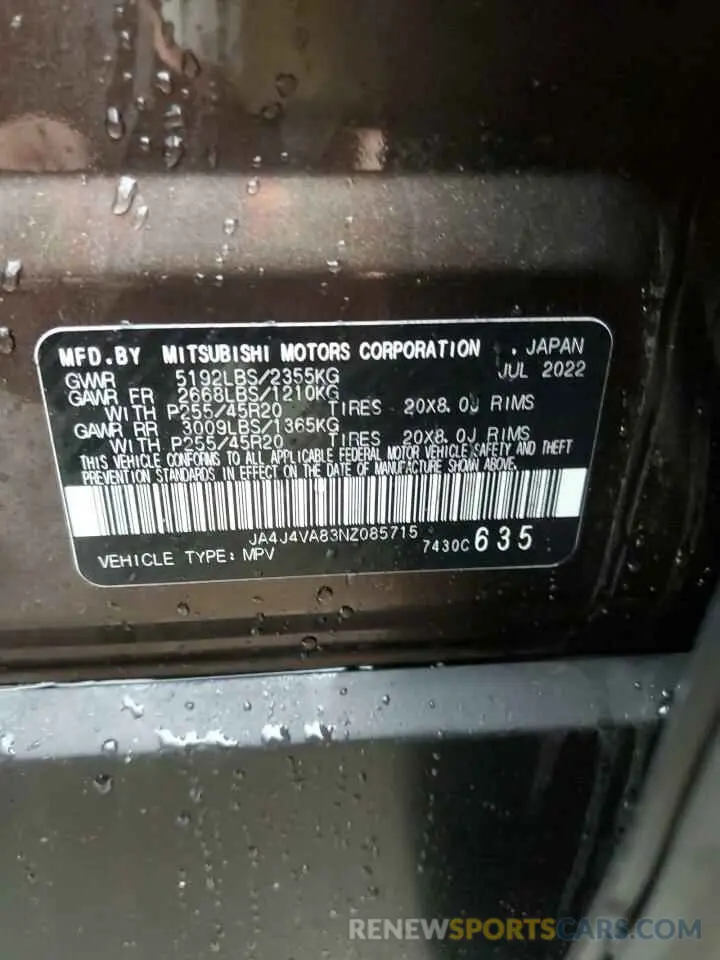 MFD.BY MITSUBISHI MOTORS CORPORATION , JAPAN
GVWR 5192LBS/2355KG JUL 2022
GAWR FR 2668LBS/1210KG
WITH P255/45R20 TIRES 20X8.0J RIMS
GAWR RR 3009LBS/1365KG
WITH P255/45R20 TIRES 20X8.0J RIMS
THIS VEHICLE CONFORMS TO ALL APPLICABLE FEDERAL MOTOR VEHICLE SAFETY AND THEFT
PREVENTION STANDARDS IN EFFECT ON THE DATE OF MANUFACTURE SHOWN ABOVE.
JA4J4VA83NZ085715
VEHICLE TYPE: MPV 7430C 635
RENEWSPORTSCARS.COM